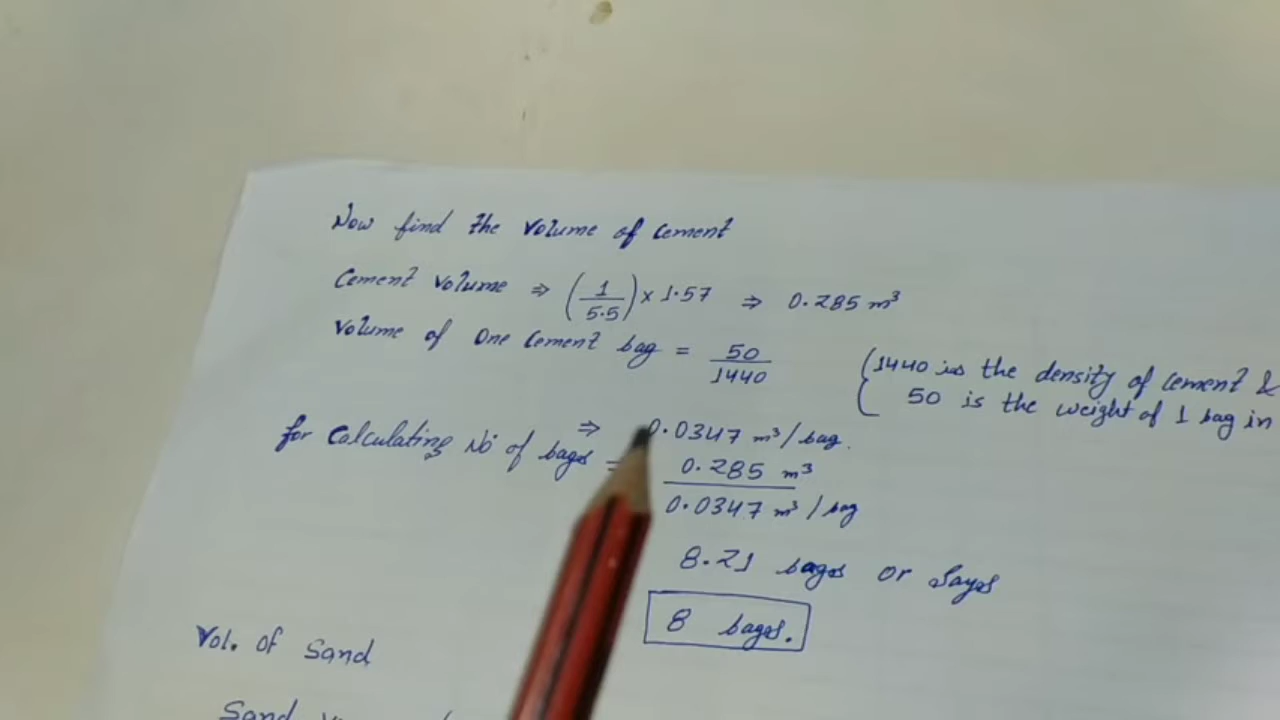 Now find the volume of cement
Cement volume ⇒ (1/5.5) × 1.57 ⇒ 0.285 m³
Volume of one cement bag = 50/1440
(1440 is the density of cement &
50 is the weight of 1 bag in
⇒ 0.0347 m³/bag.
for calculating No of bags = 0.285 m³ / 0.0347 m³/bag
8.21 bags or Says
8 bags.
Vol. of Sand
Sand